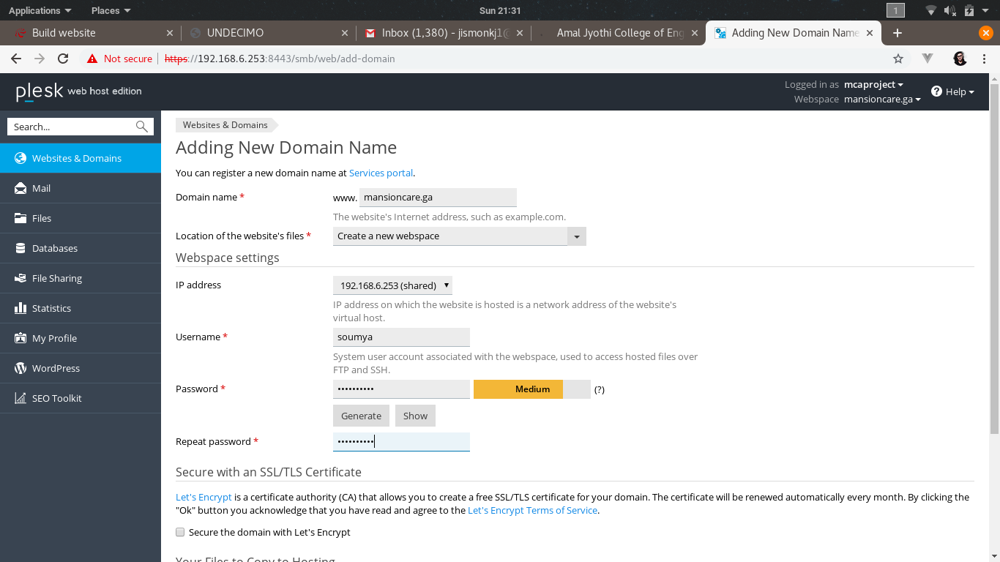 Applications Places Sun 21:31 1
Build website UNDECIMO Inbox (1,380) - jismonkj1@ Amal Jyothi College of Eng Adding New Domain Name
Not secure https://192.168.6.253:8443/smb/web/add-domain
plesk web host edition
Logged in as mcaproject
Webspace mansioncare.ga
Help
Search...
Websites & Domains
Mail
Files
Databases
File Sharing
Statistics
My Profile
WordPress
SEO Toolkit
Websites & Domains
Adding New Domain Name
You can register a new domain name at Services portal.
Domain name * www. mansioncare.ga
The website's Internet address, such as example.com.
Location of the website's files * Create a new webspace
Webspace settings
IP address 192.168.6.253 (shared)
IP address on which the website is hosted is a network address of the website's
virtual host.
Username * soumya
System user account associated with the webspace, used to access hosted files over
FTP and SSH.
Password * •••••••••• Medium (?)
Generate Show
Repeat password * ••••••••••
Secure with an SSL/TLS Certificate
Let's Encrypt is a certificate authority (CA) that allows you to create a free SSL/TLS certificate for your domain. The certificate will be renewed automatically every month. By clicking the
"Ok" button you acknowledge that you have read and agree to the Let's Encrypt Terms of Service.
Secure the domain with Let's Encrypt
Your Files to Copy to Hosting